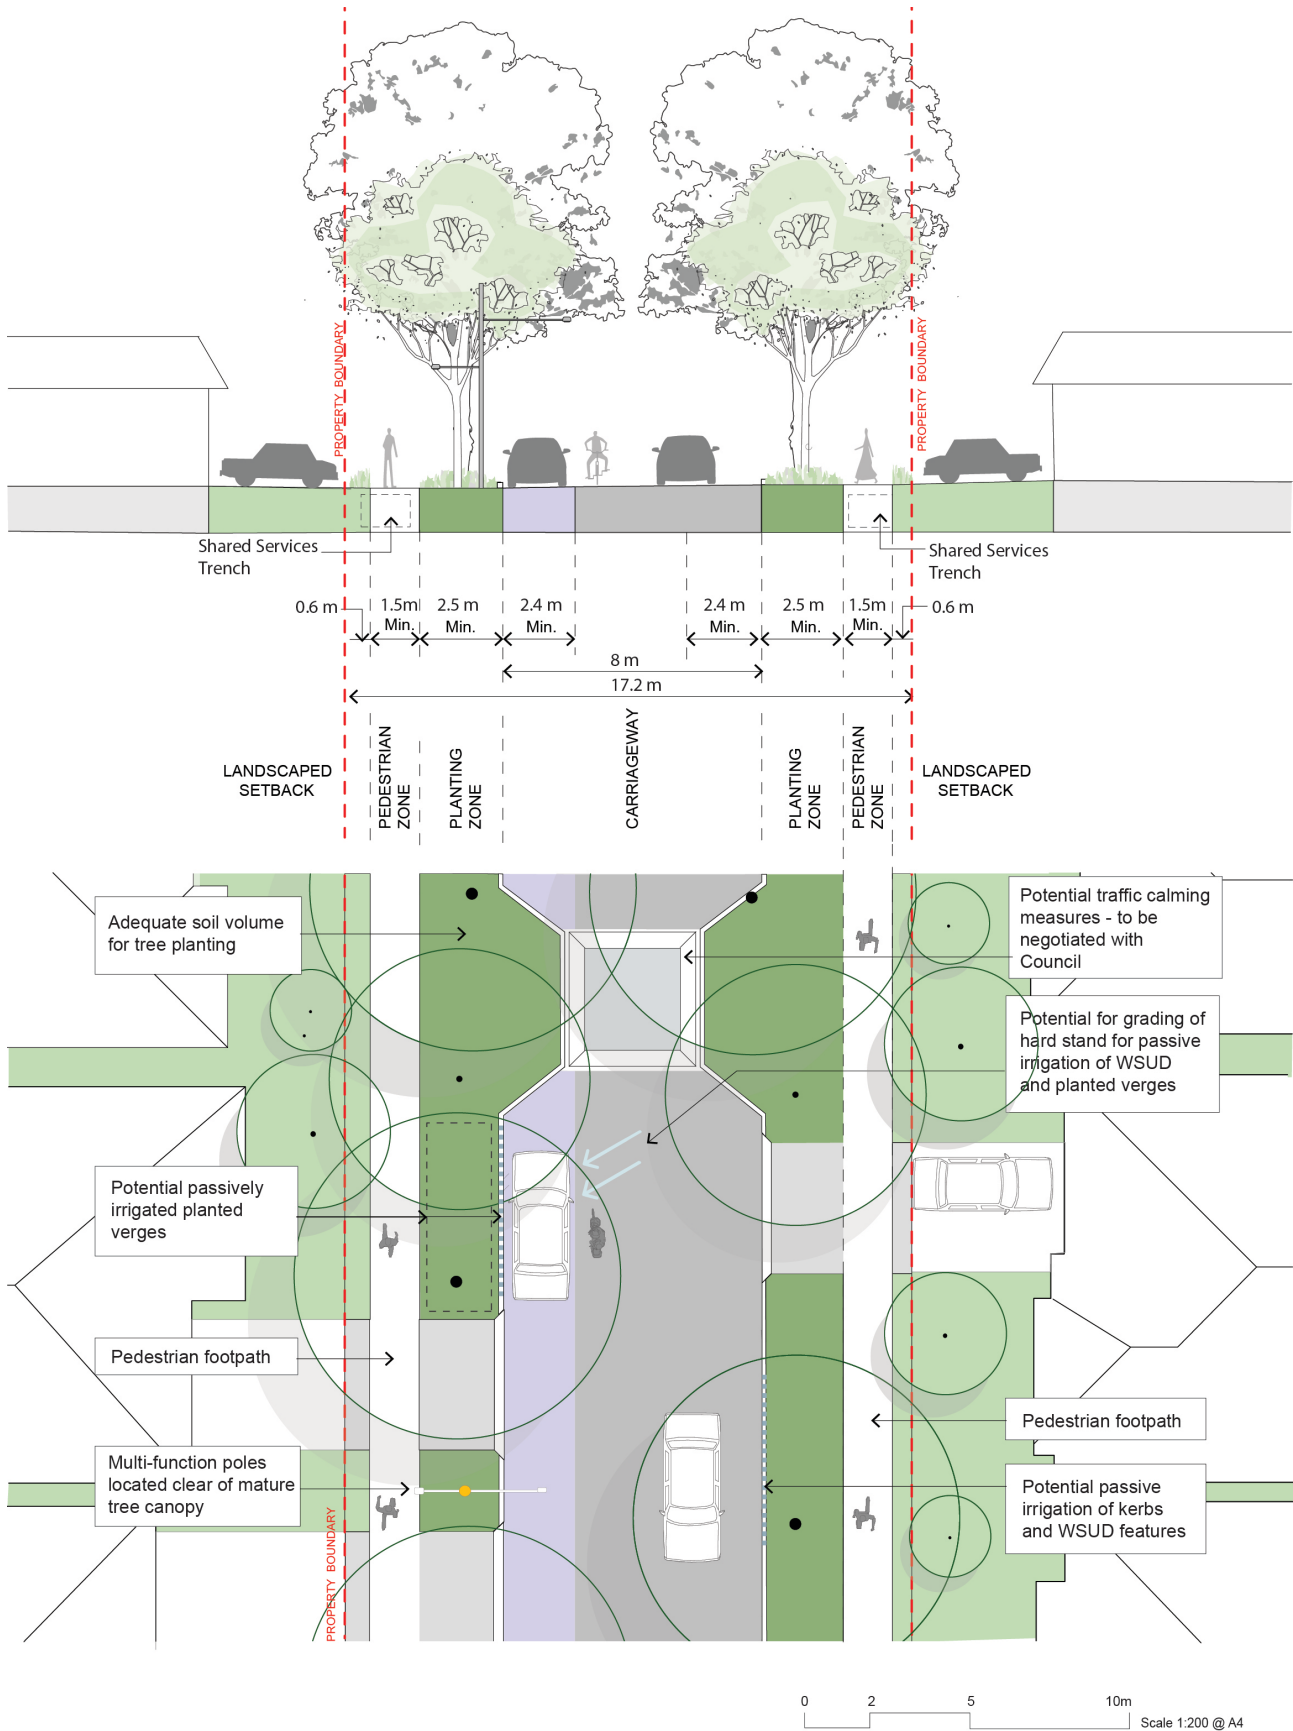 PROPERTY BOUNDARY
PROPERTY BOUNDARY
Shared Services
Trench
Shared Services
Trench
0.6 m
1.5m
Min.
2.5 m
Min.
2.4 m
Min.
2.4 m
Min.
2.5 m
Min.
1.5m
Min.
0.6 m
8 m
17.2 m
LANDSCAPED
SETBACK
PEDESTRIAN
ZONE
PLANTING
ZONE
CARRIAGEWAY
PLANTING
ZONE
PEDESTRIAN
ZONE
LANDSCAPED
SETBACK
Adequate soil volume
for tree planting
Potential traffic calming
measures - to be
negotiated with
Council
Potential for grading of
hard stand for passive
irrigation of WSUD
and planted verges
Potential passively
irrigated planted
verges
Pedestrian footpath
Pedestrian footpath
Multi-function poles
located clear of mature
tree canopy
Potential passive
irrigation of kerbs
and WSUD features
PROPERTY BOUNDARY
0
2
5
10m
Scale 1:200 @ A4